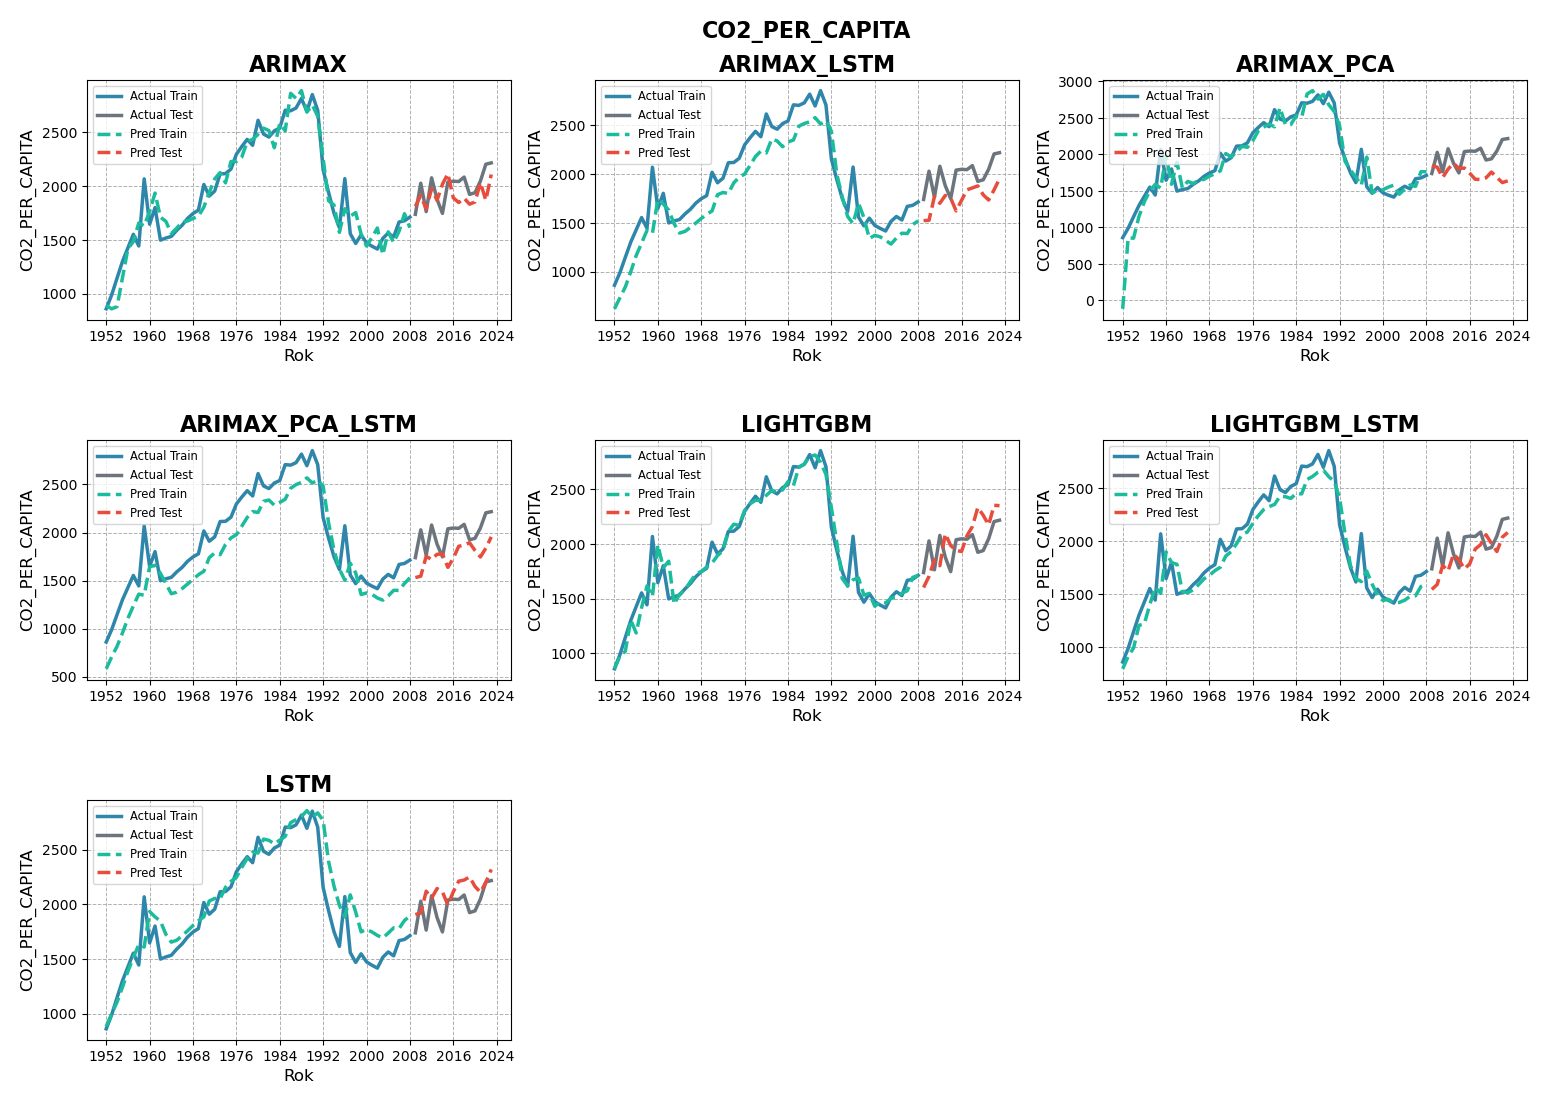 CO2_PER_CAPITA
ARIMAX
CO2_PER_CAPITA
2500
2000
1500
1000
Actual Train
Actual Test
Pred Train
Pred Test
1952 1960 1968 1976 1984 1992 2000 2008 2016 2024
Rok
ARIMAX_LSTM
CO2_PER_CAPITA
2500
2000
1500
1000
Actual Train
Actual Test
Pred Train
Pred Test
1952 1960 1968 1976 1984 1992 2000 2008 2016 2024
Rok
ARIMAX_PCA
CO2_PER_CAPITA
3000
2500
2000
1500
1000
500
0
Actual Train
Actual Test
Pred Train
Pred Test
1952 1960 1968 1976 1984 1992 2000 2008 2016 2024
Rok
ARIMAX_PCA_LSTM
CO2_PER_CAPITA
2500
2000
1500
1000
500
Actual Train
Actual Test
Pred Train
Pred Test
1952 1960 1968 1976 1984 1992 2000 2008 2016 2024
Rok
LIGHTGBM
CO2_PER_CAPITA
2500
2000
1500
1000
Actual Train
Actual Test
Pred Train
Pred Test
1952 1960 1968 1976 1984 1992 2000 2008 2016 2024
Rok
LIGHTGBM_LSTM
CO2_PER_CAPITA
2500
2000
1500
1000
Actual Train
Actual Test
Pred Train
Pred Test
1952 1960 1968 1976 1984 1992 2000 2008 2016 2024
Rok
LSTM
CO2_PER_CAPITA
2500
2000
1500
1000
Actual Train
Actual Test
Pred Train
Pred Test
1952 1960 1968 1976 1984 1992 2000 2008 2016 2024
Rok